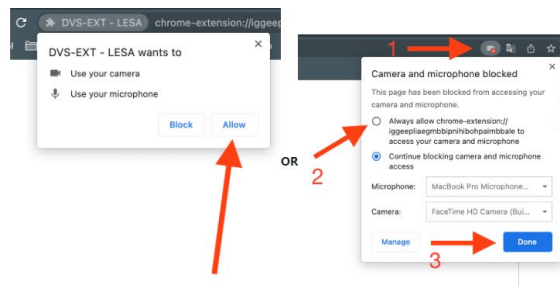 DVS-EXT - LESA chrome-extension://iggeep
DVS-EXT - LESA wants to
Use your camera
Use your microphone
Block Allow
OR
1
Camera and microphone blocked
This page has been blocked from accessing your
camera and microphone.
Always allow chrome-extension://
iggeepliaegmbbipnihibohpaimbbale to
access your camera and microphone
Continue blocking camera and microphone
access
2
Microphone: MacBook Pro Microphone...
Camera: FaceTime HD Camera (Bui...
Manage Done
3